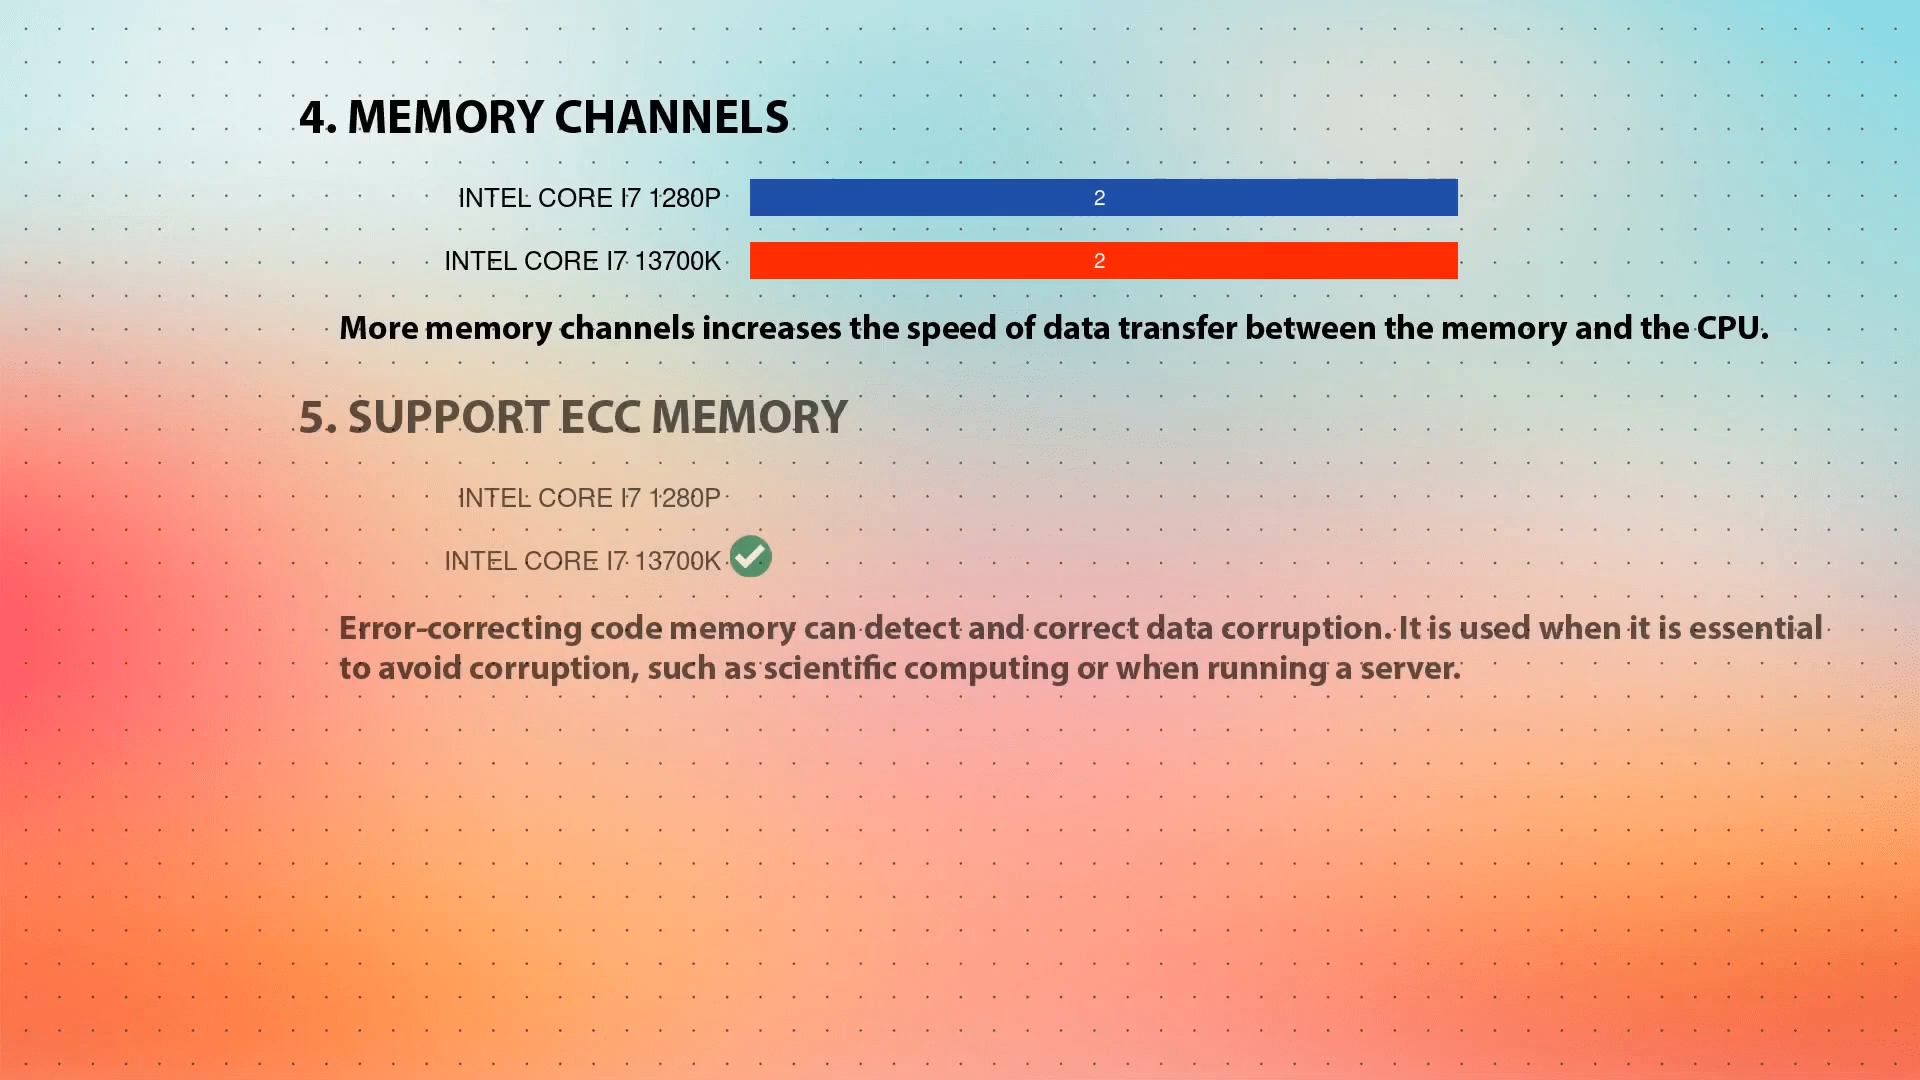 4. MEMORY CHANNELS
INTEL CORE I7 1280P
2
INTEL CORE I7 13700K
2
More memory channels increases the speed of data transfer between the memory and the CPU.
5. SUPPORT ECC MEMORY
INTEL CORE I7 1280P
INTEL CORE I7 13700K
Error-correcting code memory can detect and correct data corruption. It is used when it is essential
to avoid corruption, such as scientific computing or when running a server.